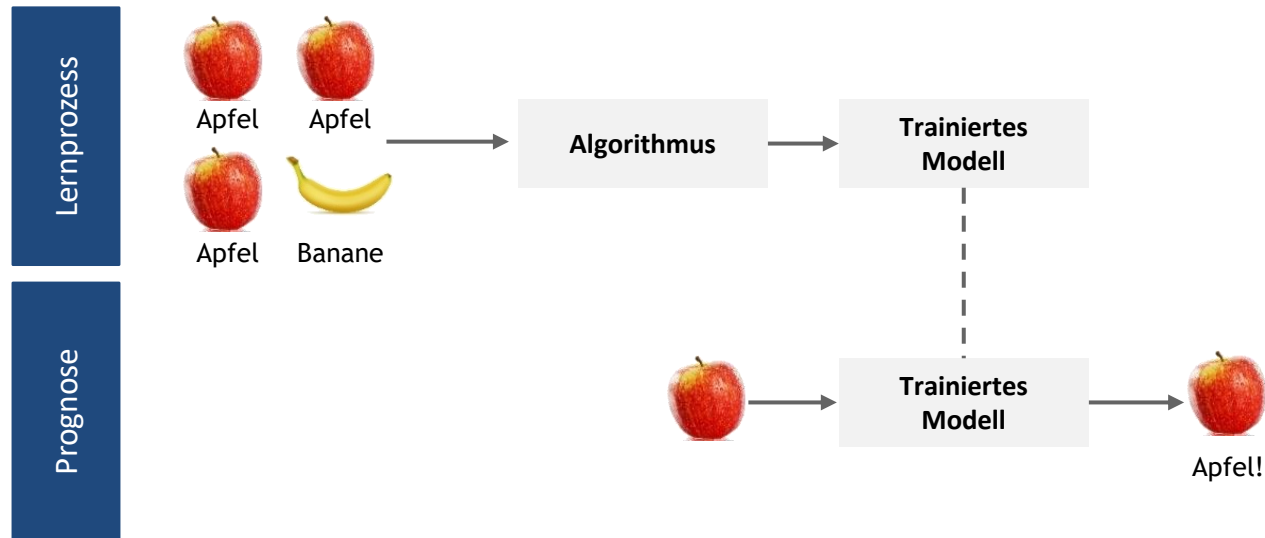 Lernprozess
Apfel Apfel
Apfel Banane
Algorithmus
Trainiertes
Modell
Prognose
Trainiertes
Modell
Apfel!